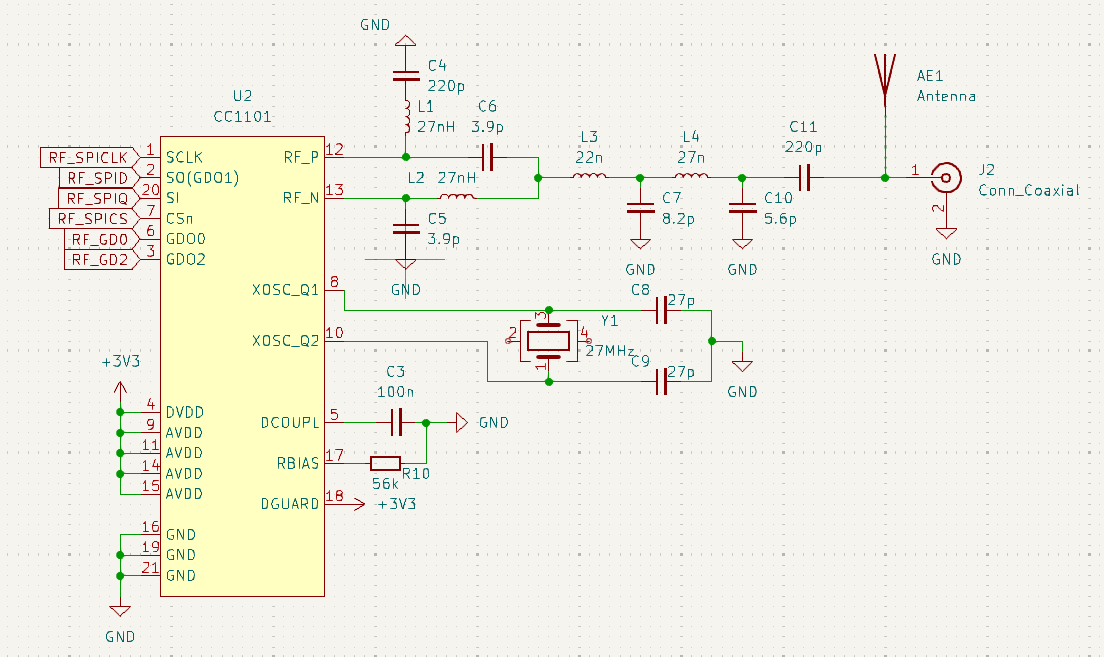 GND
C4
220p
L1
27nH
C6
3.9p
U2
CC1101
AE1
Antenna
RF_SPICLK 1 SCLK
RF_SPID 2 SO(GDO1)
RF_SPIQ 20 SI
RF_SPICS 7 CSn
RF_GD0 6 GDO0
RF_GD2 3 GDO2
RF_P 12
RF_N 13
L2 27nH
C5
3.9p
GND
L3
22n
L4
27n
C11
220p
C7
8.2p
GND
C10
5.6p
GND
1
J2
Conn_Coaxial
2
GND
XOSC_Q1 8
XOSC_Q2 10
C8
27p
3
Y1
2
4
27MHz
1
C9
27p
GND
+3V3
4 DVDD
9 AVDD
11 AVDD
14 AVDD
15 AVDD
16 GND
19 GND
21 GND
GND
C3
100n
DCOUPL 5
GND
RBIAS 17
R10
56k
DGUARD 18
+3V3